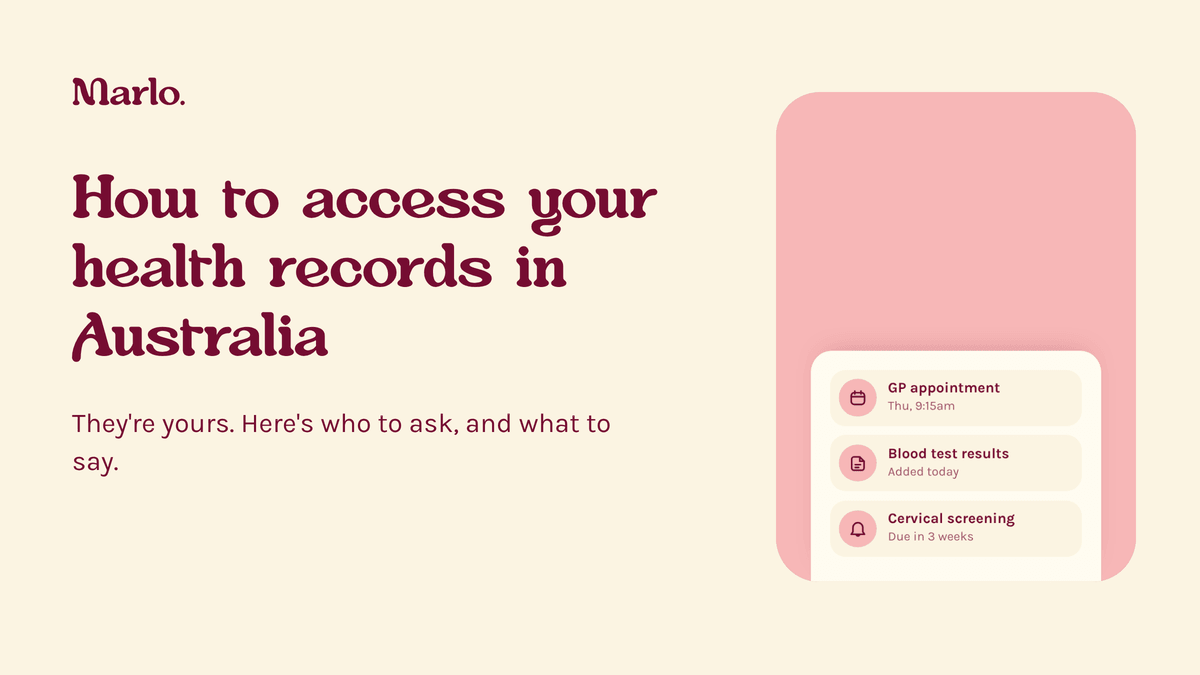 Marlo.
How to access your
health records in
Australia
They're yours. Here's who to ask, and what to
say.
GP appointment
Thu, 9:15am
Blood test results
Added today
Cervical screening
Due in 3 weeks